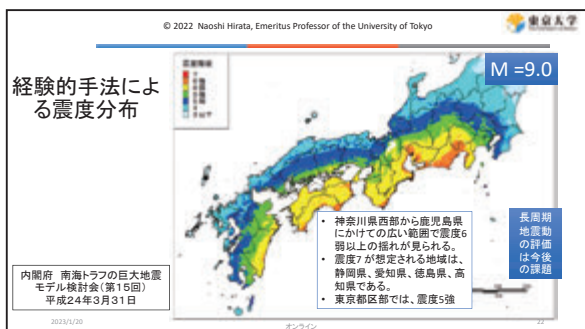 © 2022 Naoshi Hirata, Emeritus Professor of the University of Tokyo
東京大学
経験的手法によ
る震度分布
M =9.0
• 神奈川県西部から鹿児島県
にかけての広い範囲で震度6
弱以上の揺れが見られる。
• 震度7が想定される地域は、
静岡県、愛知県、徳島県、高
知県である。
• 東京都区部では、震度5強
長周期
地震動の
評価
は今後
の課題
内閣府 南海トラフの巨大地震
モデル検討会(第15回)
平成24年3月31日
2023/1/20
オンライン
22